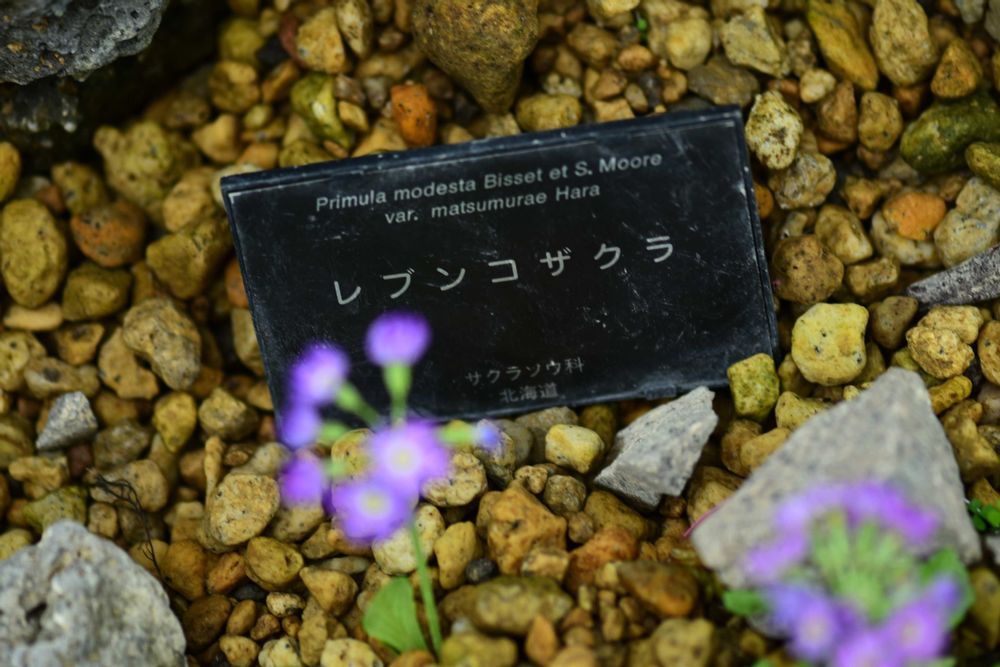 Primula modesta Bisset et S. Moore
var. matsumurae Hara
レブンコザクラ
サクラソウ科
北海道